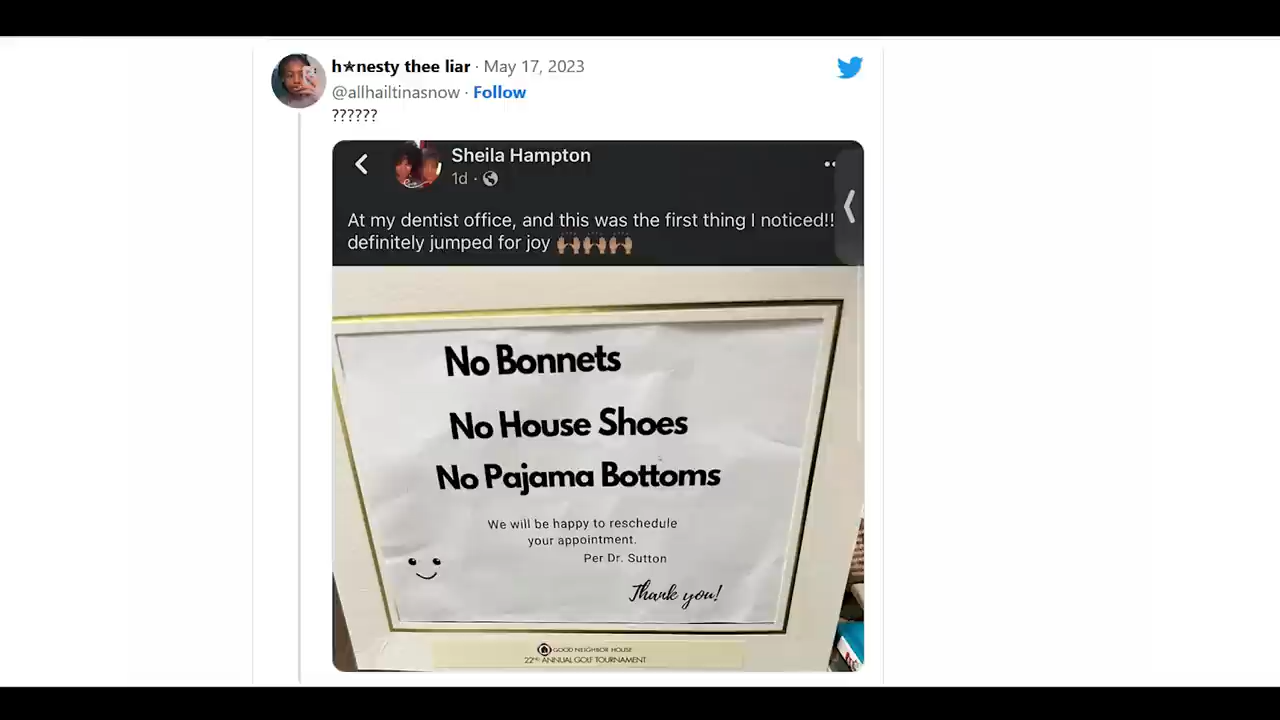 h★nesty thee liar · May 17, 2023
@allhailtinasnow · Follow
??????
Sheila Hampton
1d ·
At my dentist office, and this was the first thing I noticed!!
definitely jumped for joy 🙌🏽🙌🏽🙌🏽
No Bonnets
No House Shoes
No Pajama Bottoms
We will be happy to reschedule
your appointment.
Per Dr. Sutton
Thank you!
GOOD NEIGHBOR HOUSE
22ND ANNUAL GOLF TOURNAMENT